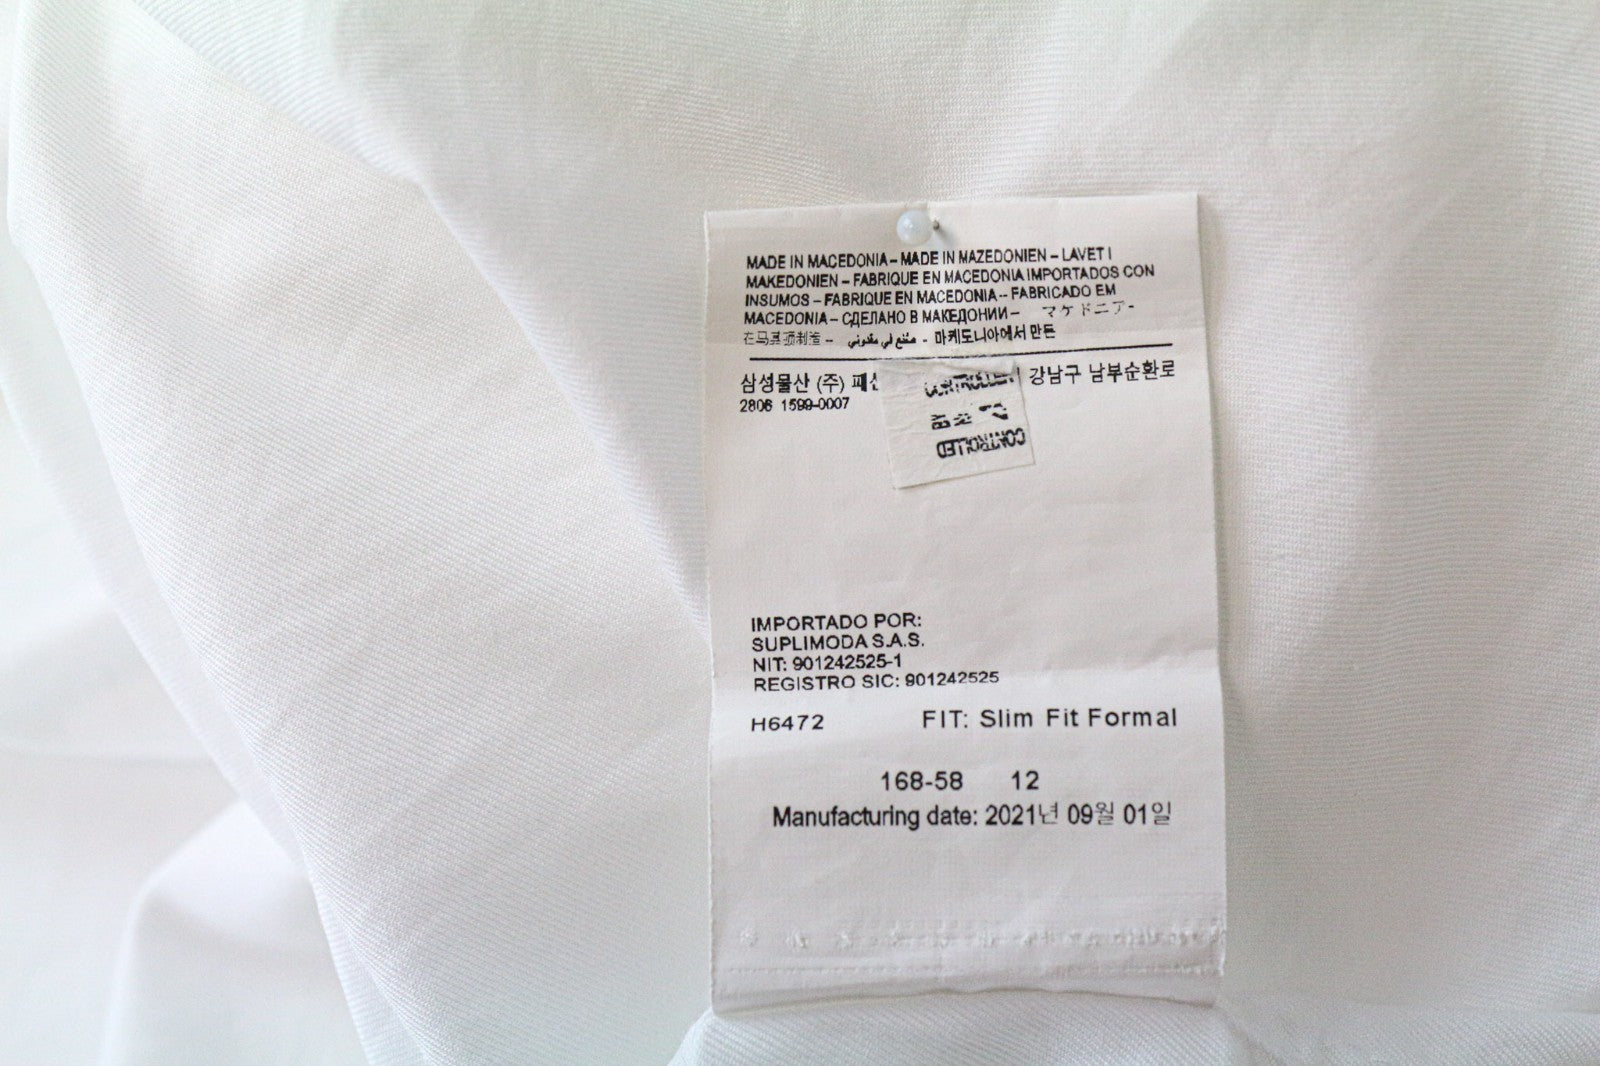 MADE IN MACEDONIA – MADE IN MAZEDONIEN – LAVET I
MAKEDONIEN – FABRIQUE EN MACEDONIA IMPORTADOS CON
INSUMOS – FABRIQUE EN MACEDONIA – FABRICADO EM
MACEDONIA – СДЕЛАНО В МАКЕДОНИИ – マケドニア -
在马其顿制造 – صُنع في مقدوني - 마케도니아에서 만든
삼성물산 (주) 패션 강남구 남부순환로
2806 1599-0007
CONTROLLED
CONTROLLED
IMPORTADO POR:
SUPLIMODA S.A.S.
NIT: 901242525-1
REGISTRO SIC: 901242525
H6472 FIT: Slim Fit Formal
168-58 12
Manufacturing date: 2021년 09월 01일